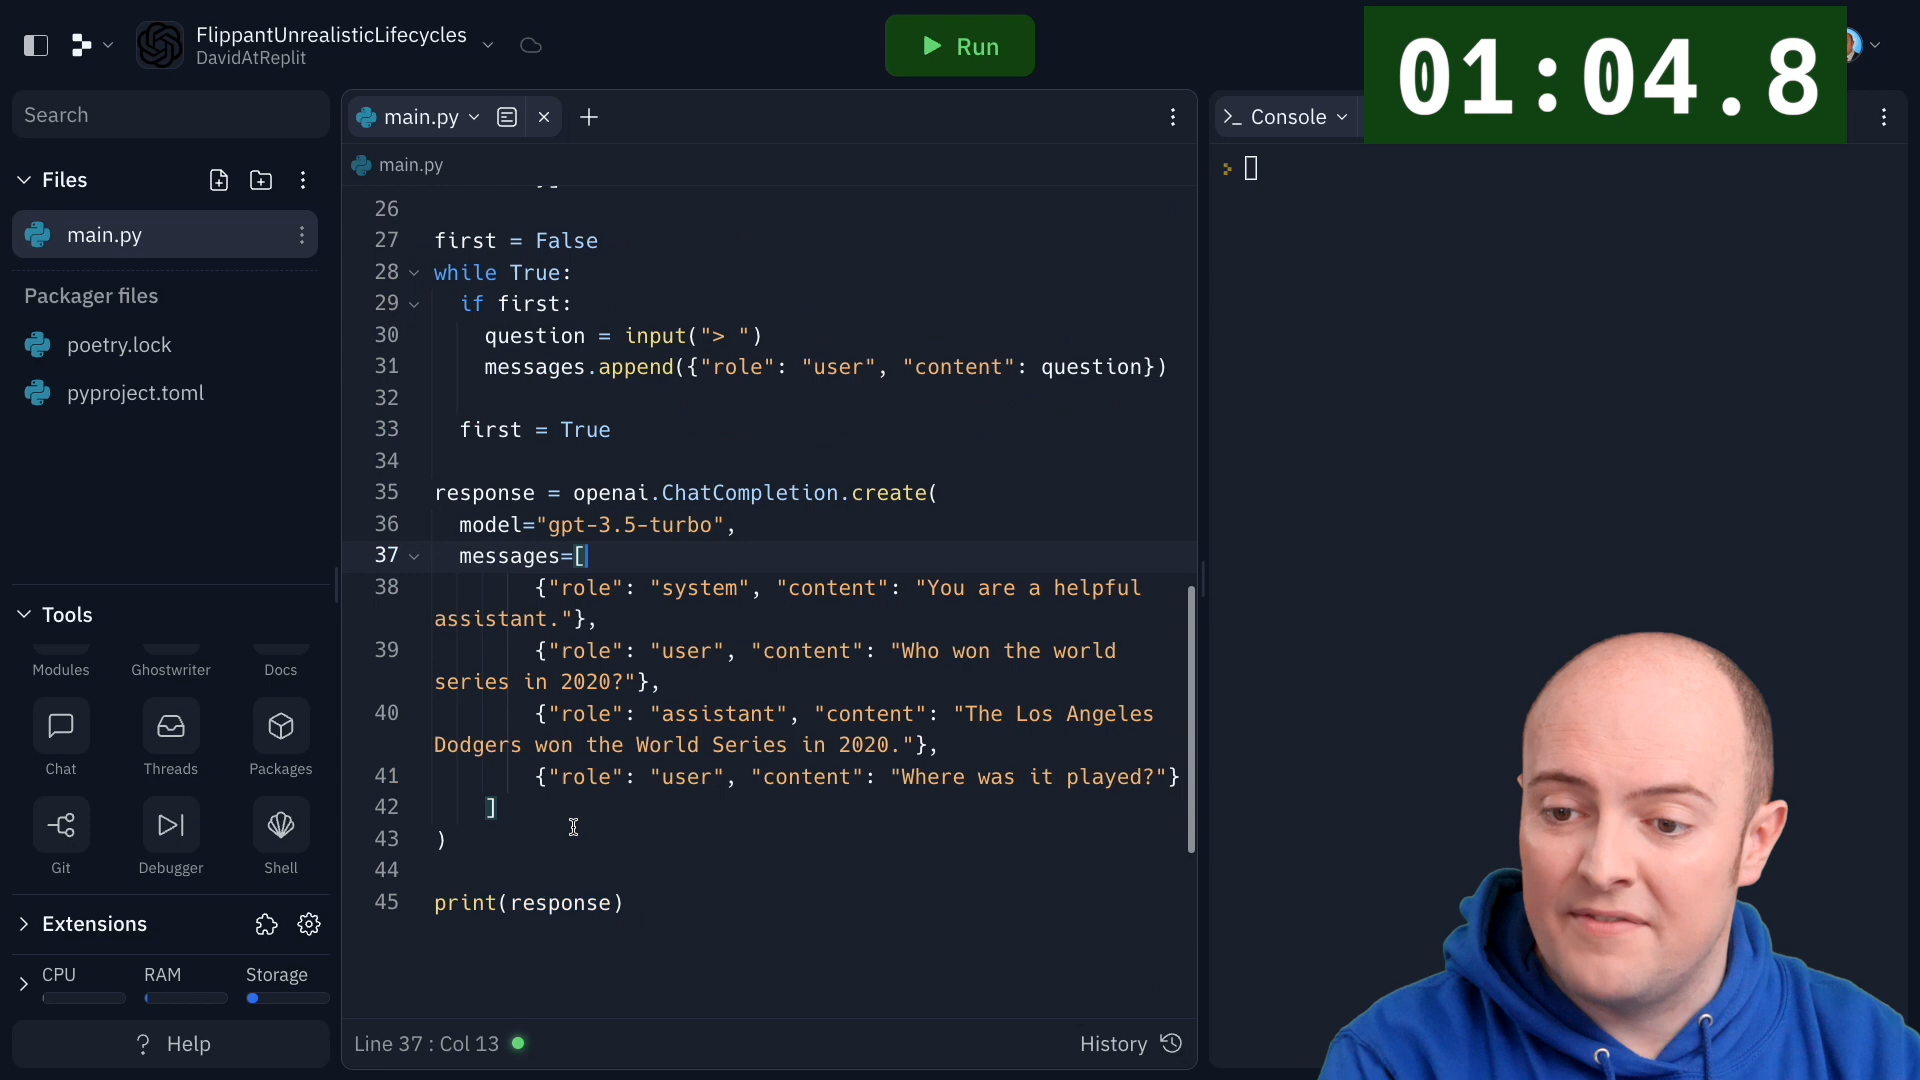 FlippantUnrealisticLifecycles
DavidAtReplit
Run
01:04.8
Search
Files
main.py
Packager files
poetry.lock
pyproject.toml
Tools
Modules
Ghostwriter
Docs
Chat
Threads
Packages
Git
Debugger
Shell
Extensions
CPU
RAM
Storage
? Help
main.py
main.py
26
27 first = False
28 while True:
29 if first:
30 question = input("> ")
31 messages.append({"role": "user", "content": question})
32
33 first = True
34
35 response = openai.ChatCompletion.create(
36 model="gpt-3.5-turbo",
37 messages=[
38 {"role": "system", "content": "You are a helpful
assistant."},
39 {"role": "user", "content": "Who won the world
series in 2020?"},
40 {"role": "assistant", "content": "The Los Angeles
Dodgers won the World Series in 2020."},
41 {"role": "user", "content": "Where was it played?"}
42 ]
43 )
44
45 print(response)
Line 37 : Col 13
History
>_ Console